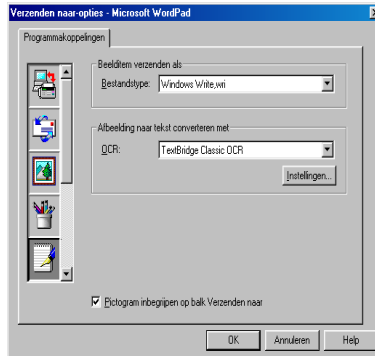 Verzenden naar-opties - Microsoft WordPad
Programmakoppelingen
Beelditem verzenden als
Bestandstype: Windows Write,wri
Afbeelding naar tekst converteren met
OCR: TextBridge Classic OCR
Instellingen...
Pictogram inbegrijpen op balk Verzenden naar
OK Annuleren Help